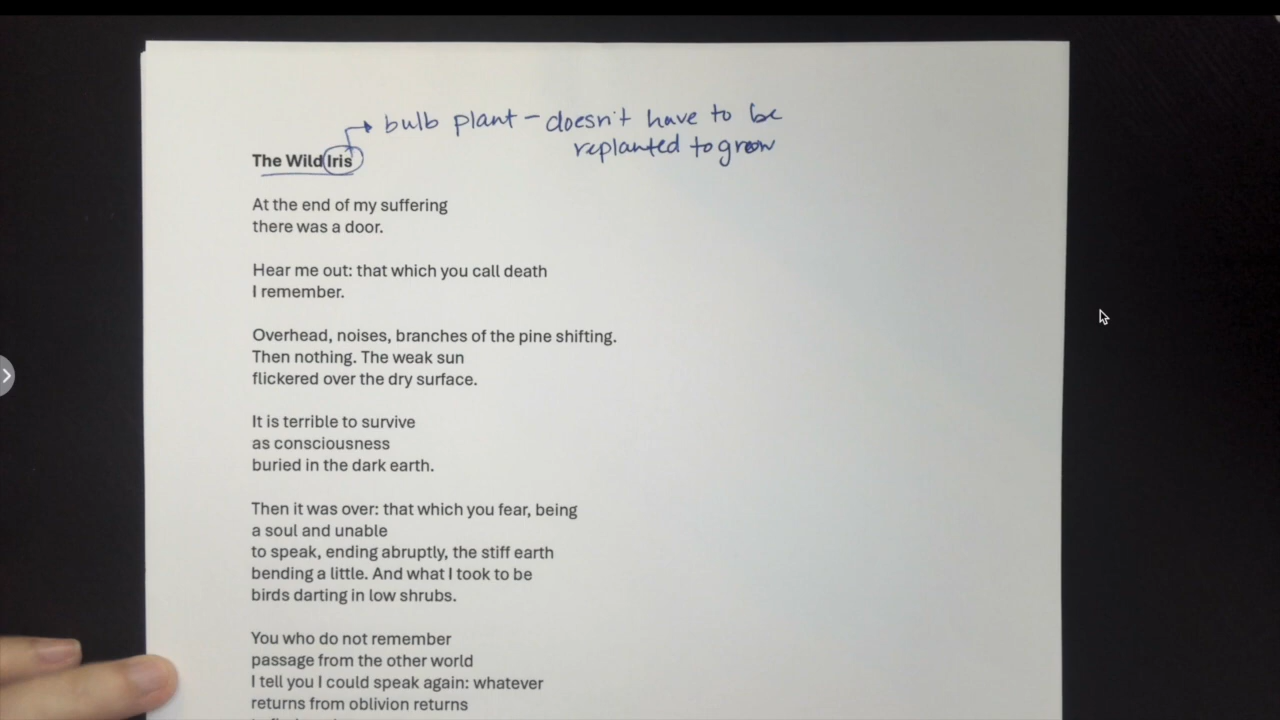 bulb plant - doesn't have to be
replanted to grow
The Wild Iris
At the end of my suffering
there was a door.
Hear me out: that which you call death
I remember.
Overhead, noises, branches of the pine shifting.
Then nothing. The weak sun
flickered over the dry surface.
It is terrible to survive
as consciousness
buried in the dark earth.
Then it was over: that which you fear, being
a soul and unable
to speak, ending abruptly, the stiff earth
bending a little. And what I took to be
birds darting in low shrubs.
You who do not remember
passage from the other world
I tell you I could speak again: whatever
returns from oblivion returns